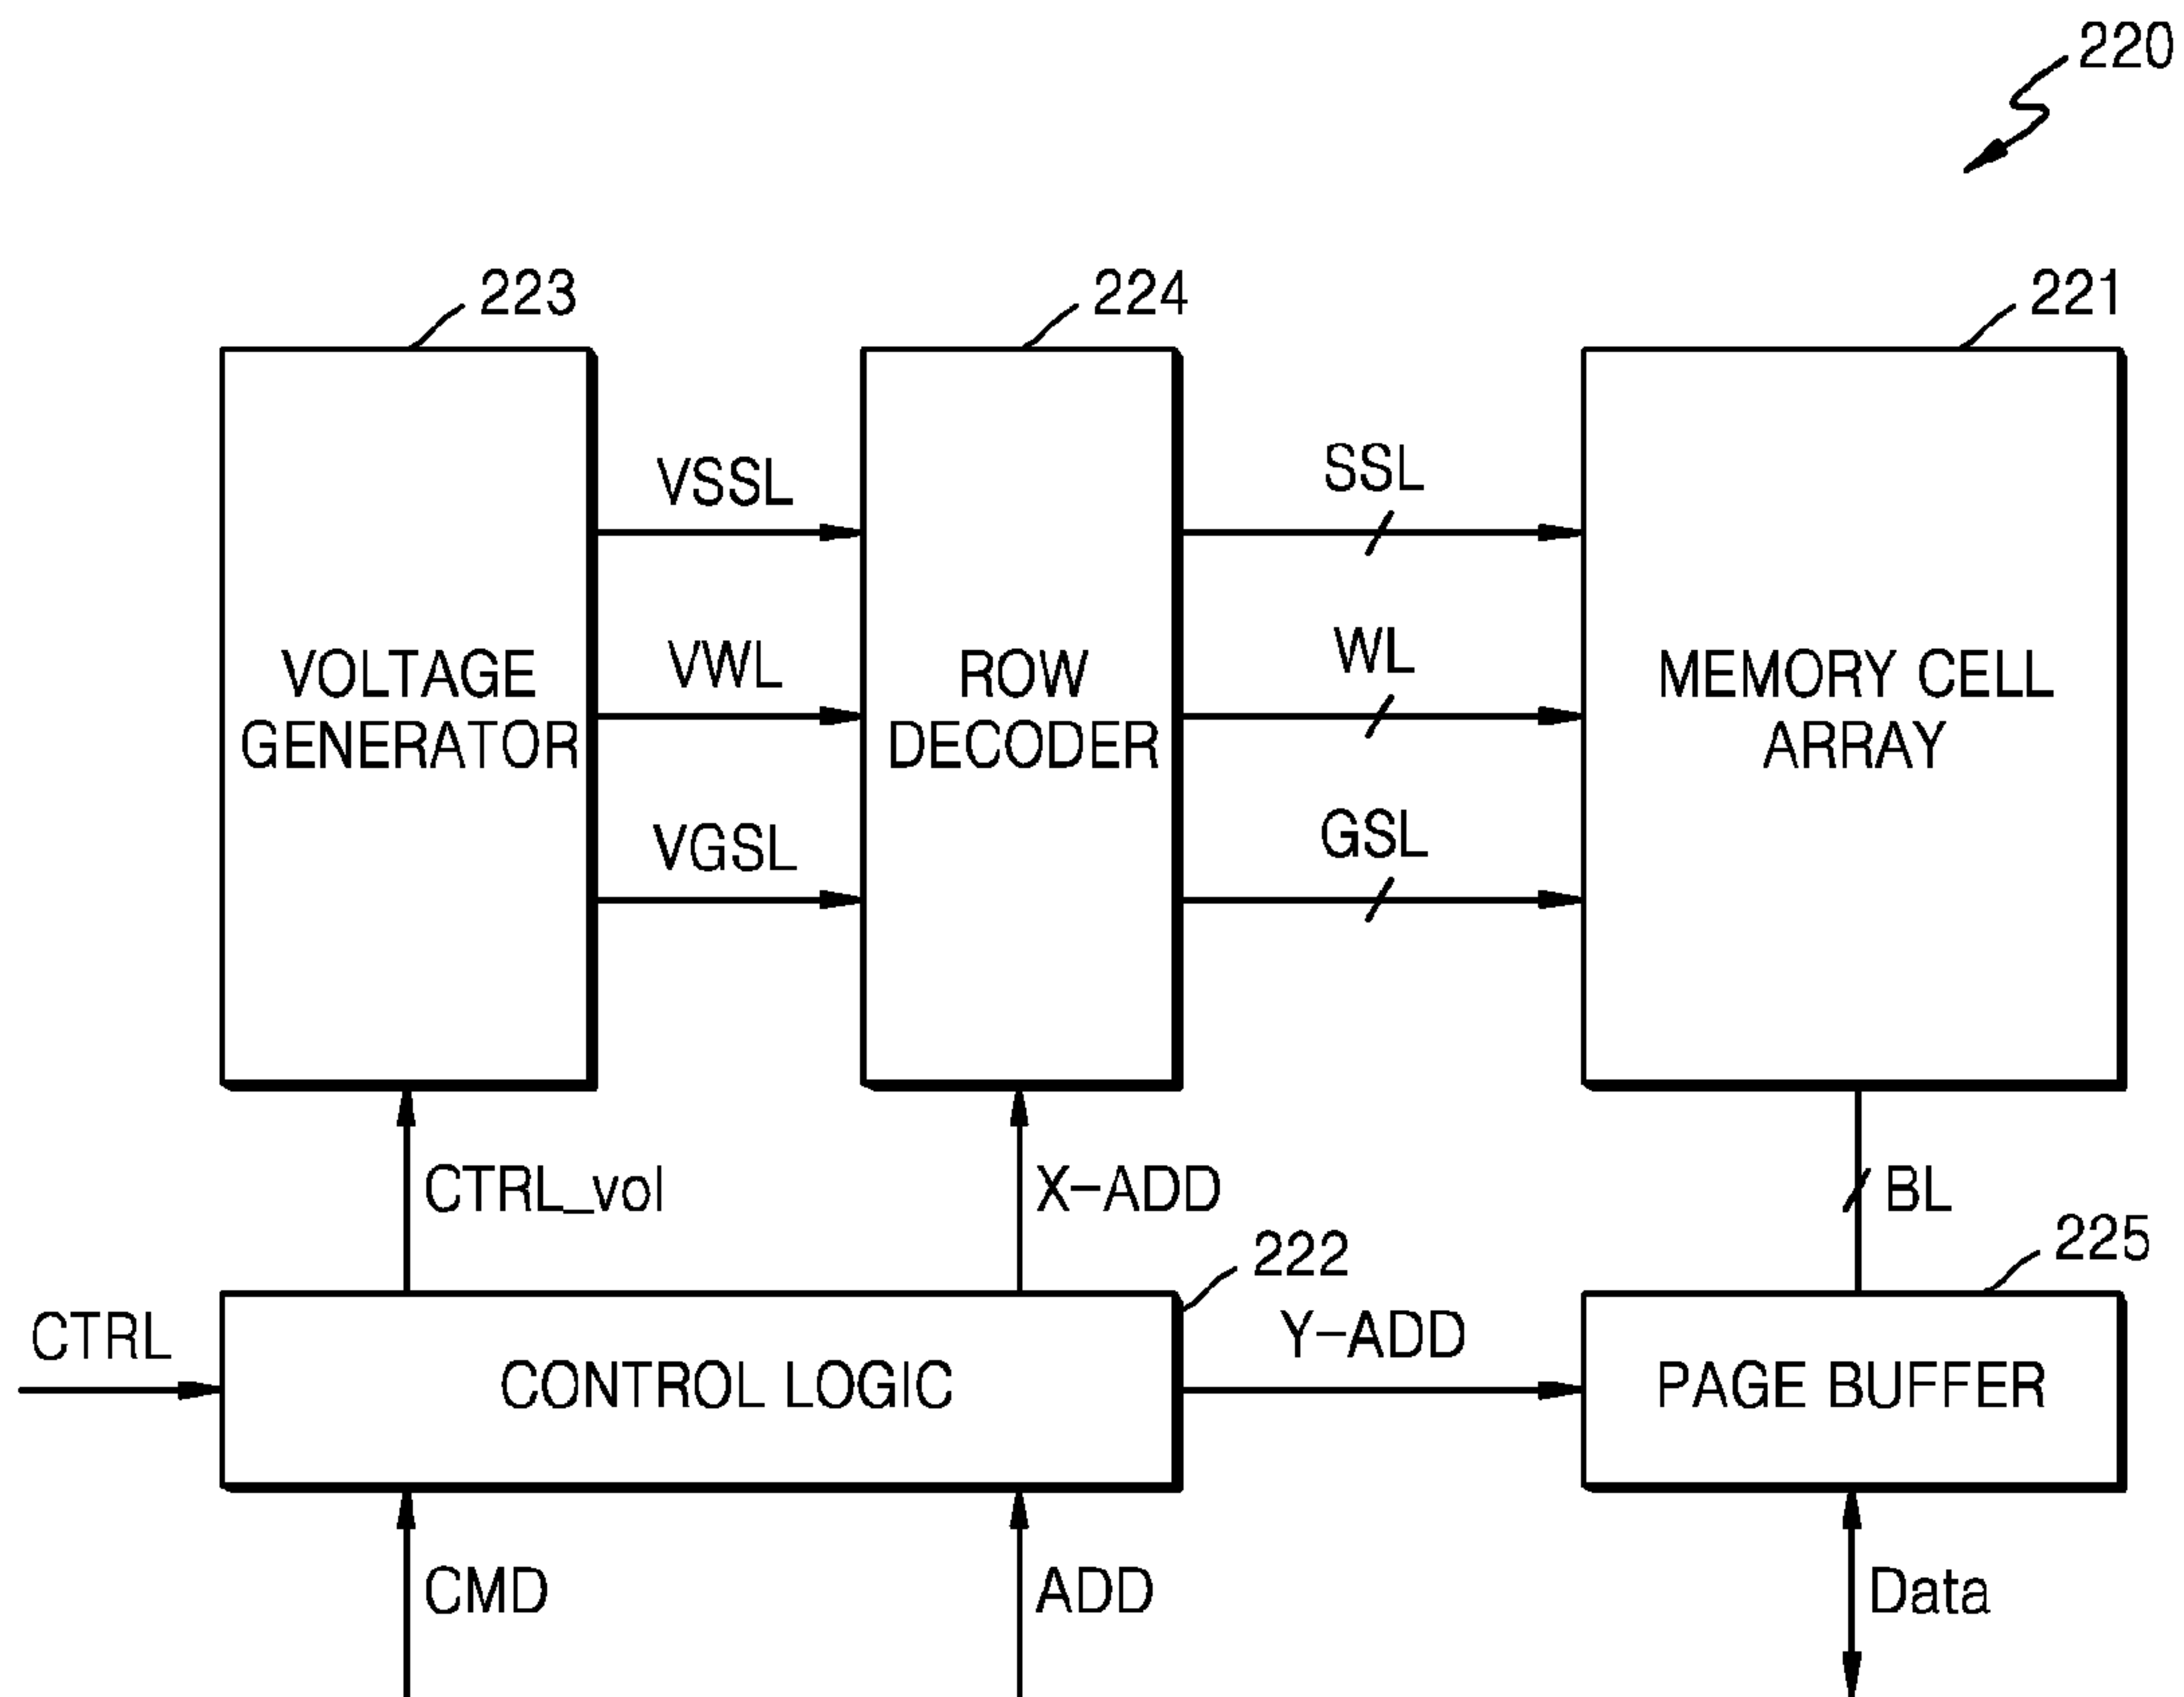 220
223
224
221
VSSL
SSL
VWL
WL
VOLTAGE
GENERATOR
ROW
DECODER
MEMORY CELL
ARRAY
VGSL
GSL
CTRL_vol
X-ADD
BL
222
225
CTRL
Y-ADD
CONTROL LOGIC
PAGE BUFFER
CMD
ADD
Data